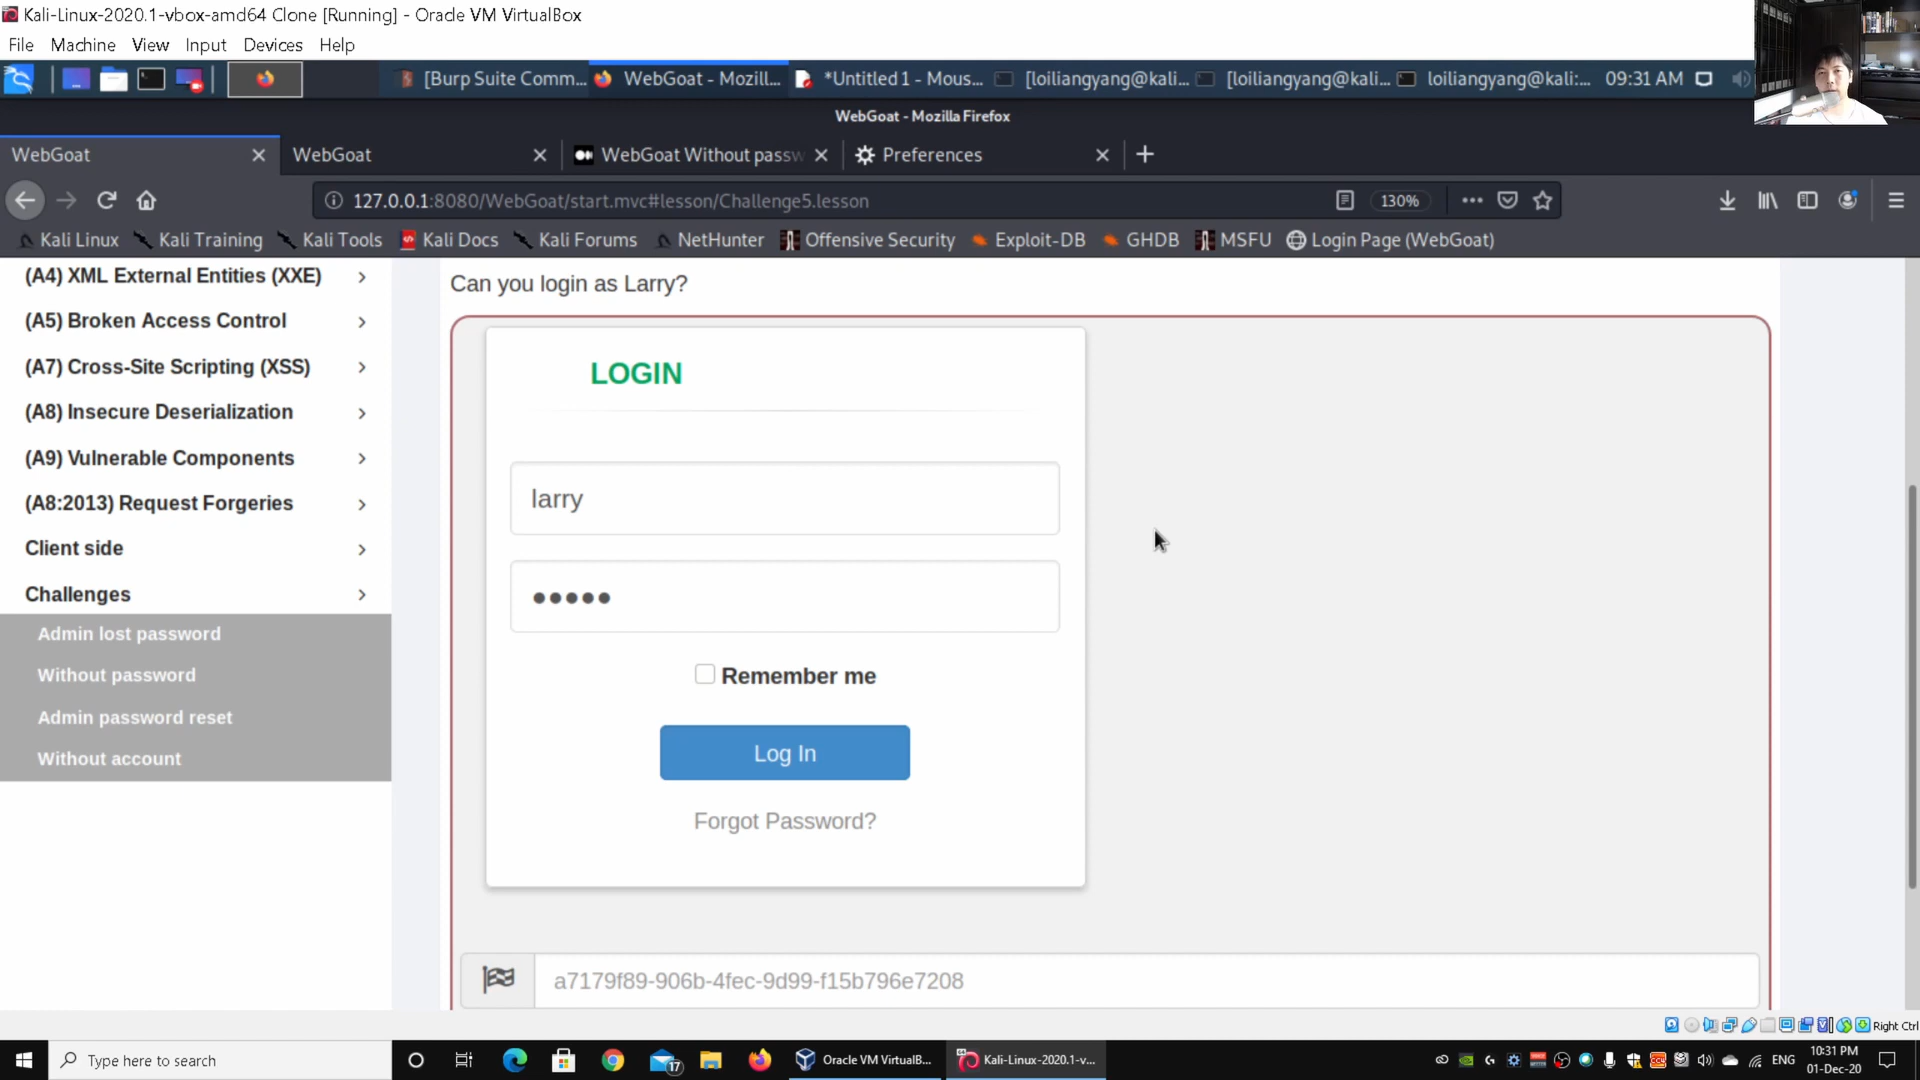 Kali-Linux-2020.1-vbox-amd64 Clone [Running] - Oracle VM VirtualBox
File Machine View Input Devices Help
[Burp Suite Comm... WebGoat - Mozill... *Untitled 1 - Mous... [loiliangyang@kali... [loiliangyang@kali... loiliangyang@kali:... 09:31 AM
WebGoat - Mozilla Firefox
WebGoat WebGoat WebGoat Without passw Preferences
127.0.0.1:8080/WebGoat/start.mvc#lesson/Challenge5.lesson 130%
Kali Linux Kali Training Kali Tools Kali Docs Kali Forums NetHunter Offensive Security Exploit-DB GHDB MSFU Login Page (WebGoat)
(A4) XML External Entities (XXE)
(A5) Broken Access Control
(A7) Cross-Site Scripting (XSS)
(A8) Insecure Deserialization
(A9) Vulnerable Components
(A8:2013) Request Forgeries
Client side
Challenges
Admin lost password
Without password
Admin password reset
Without account
Can you login as Larry?
LOGIN
larry
Remember me
Log In
Forgot Password?
a7179f89-906b-4fec-9d99-f15b796e7208
Right Ctrl
Type here to search
17
Oracle VM VirtualB...
Kali-Linux-2020.1-v...
ENG
10:31 PM
01-Dec-20